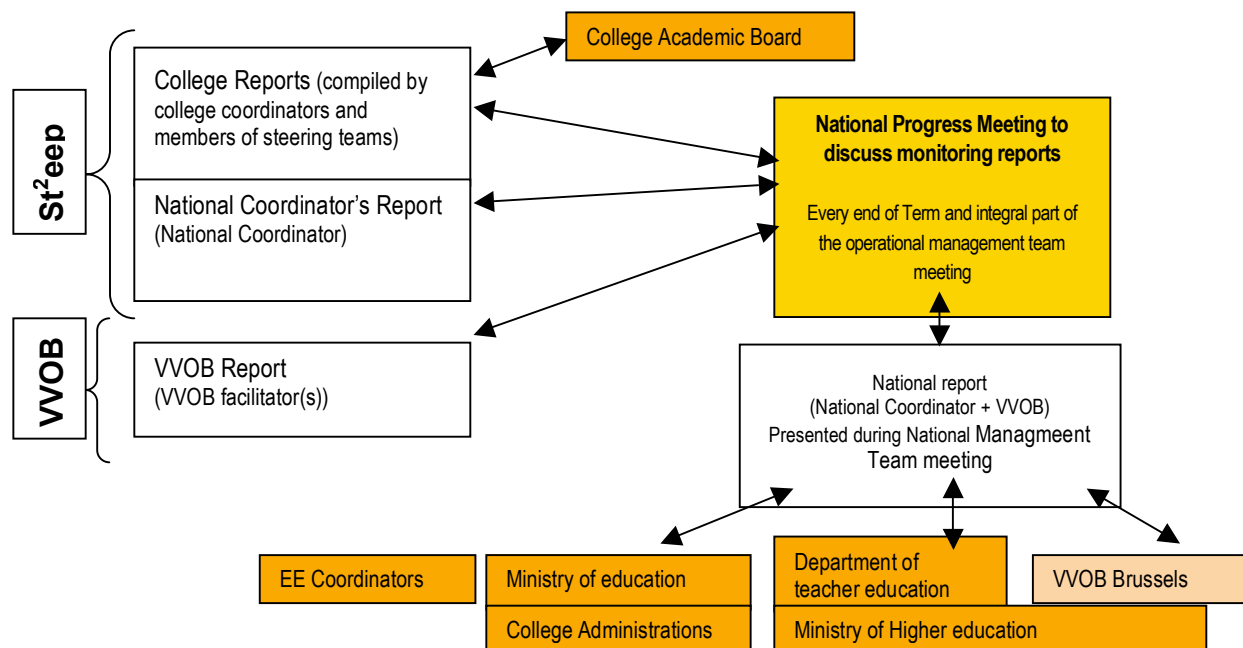 College Academic Board
St²eep
College Reports (compiled by
college coordinators and
members of steering teams)
National Progress Meeting to
discuss monitoring reports
Every end of Term and integral part of
the operational management team
meeting
National Coordinator’s Report
(National Coordinator)
VVOB
VVOB Report
(VVOB facilitator(s))
National report
(National Coordinator + VVOB)
Presented during National Managmeent
Team meeting
EE Coordinators
Ministry of education
College Administrations
Department of
teacher education
Ministry of Higher education
VVOB Brussels